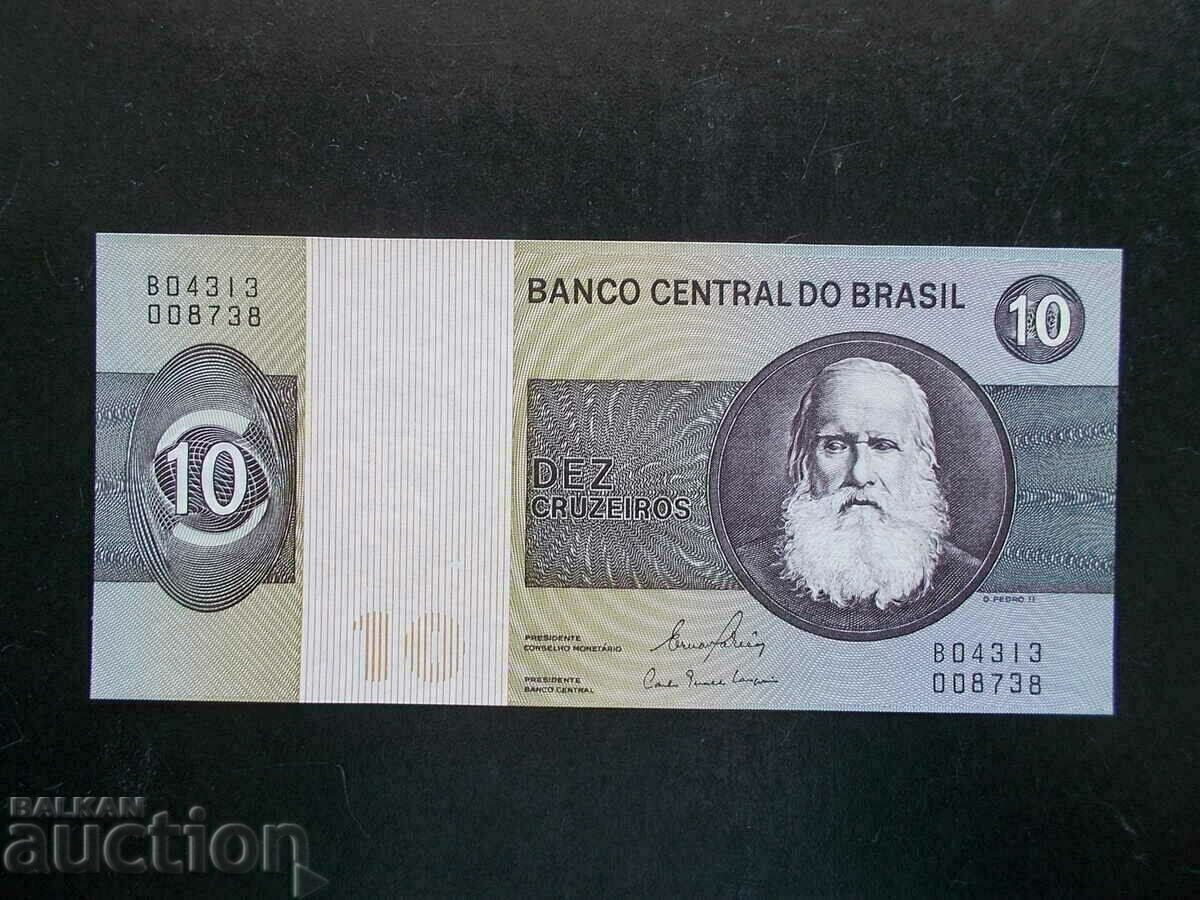 B04313
008738
BANCO CENTRAL DO BRASIL
10
10
DEZ
CRUZEIROS
D. PEDRO II
10
PRESIDENTE
CONSELHO MONETÁRIO
PRESIDENTE
BANCO CENTRAL
B04313
008738
BALKAN
auction